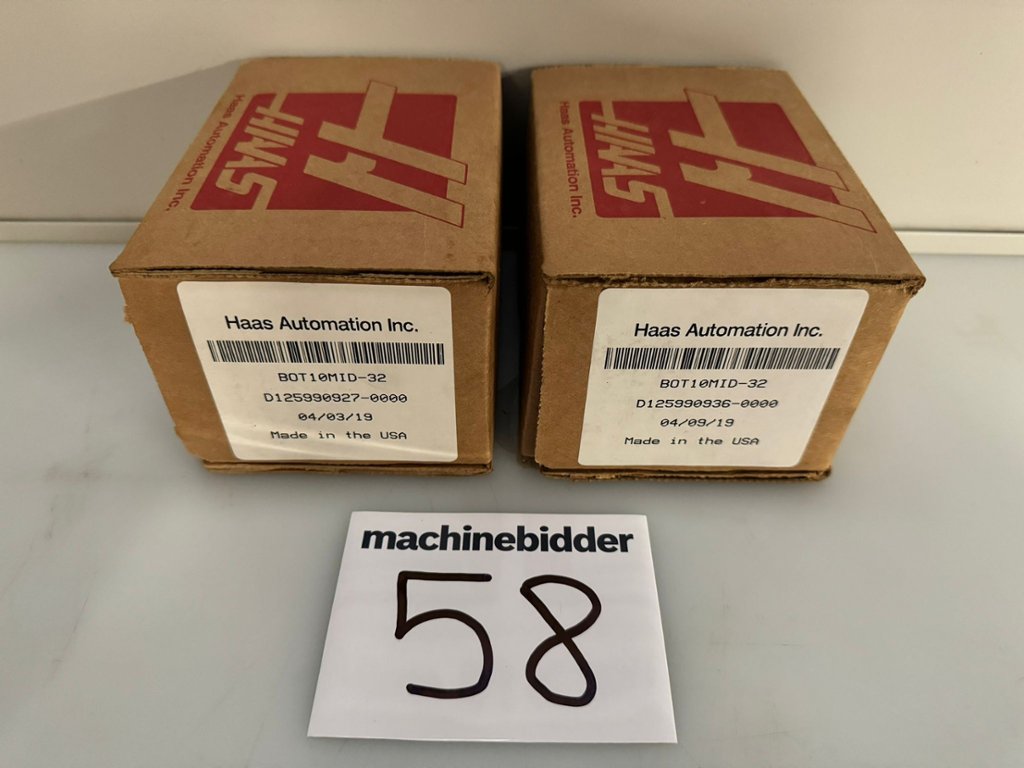 Haas Automation Inc.
HAAS
Haas Automation Inc.
HAAS
Haas Automation Inc.
BOT10MID-32
D125990927-0000
04/03/19
Made in the USA
Haas Automation Inc.
BOT10MID-32
D125990936-0000
04/09/19
Made in the USA
machinebidder
58